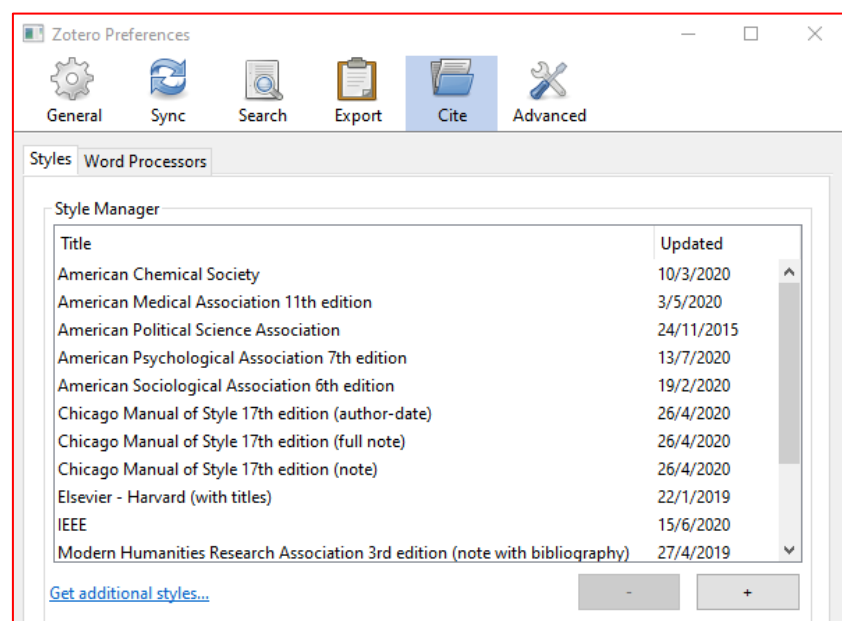 Zotero Preferences
General Sync Search Export Cite Advanced
Styles Word Processors
Style Manager
Title Updated
American Chemical Society 10/3/2020
American Medical Association 11th edition 3/5/2020
American Political Science Association 24/11/2015
American Psychological Association 7th edition 13/7/2020
American Sociological Association 6th edition 19/2/2020
Chicago Manual of Style 17th edition (author-date) 26/4/2020
Chicago Manual of Style 17th edition (full note) 26/4/2020
Chicago Manual of Style 17th edition (note) 26/4/2020
Elsevier - Harvard (with titles) 22/1/2019
IEEE 15/6/2020
Modern Humanities Research Association 3rd edition (note with bibliography) 27/4/2019
Get additional styles... - +